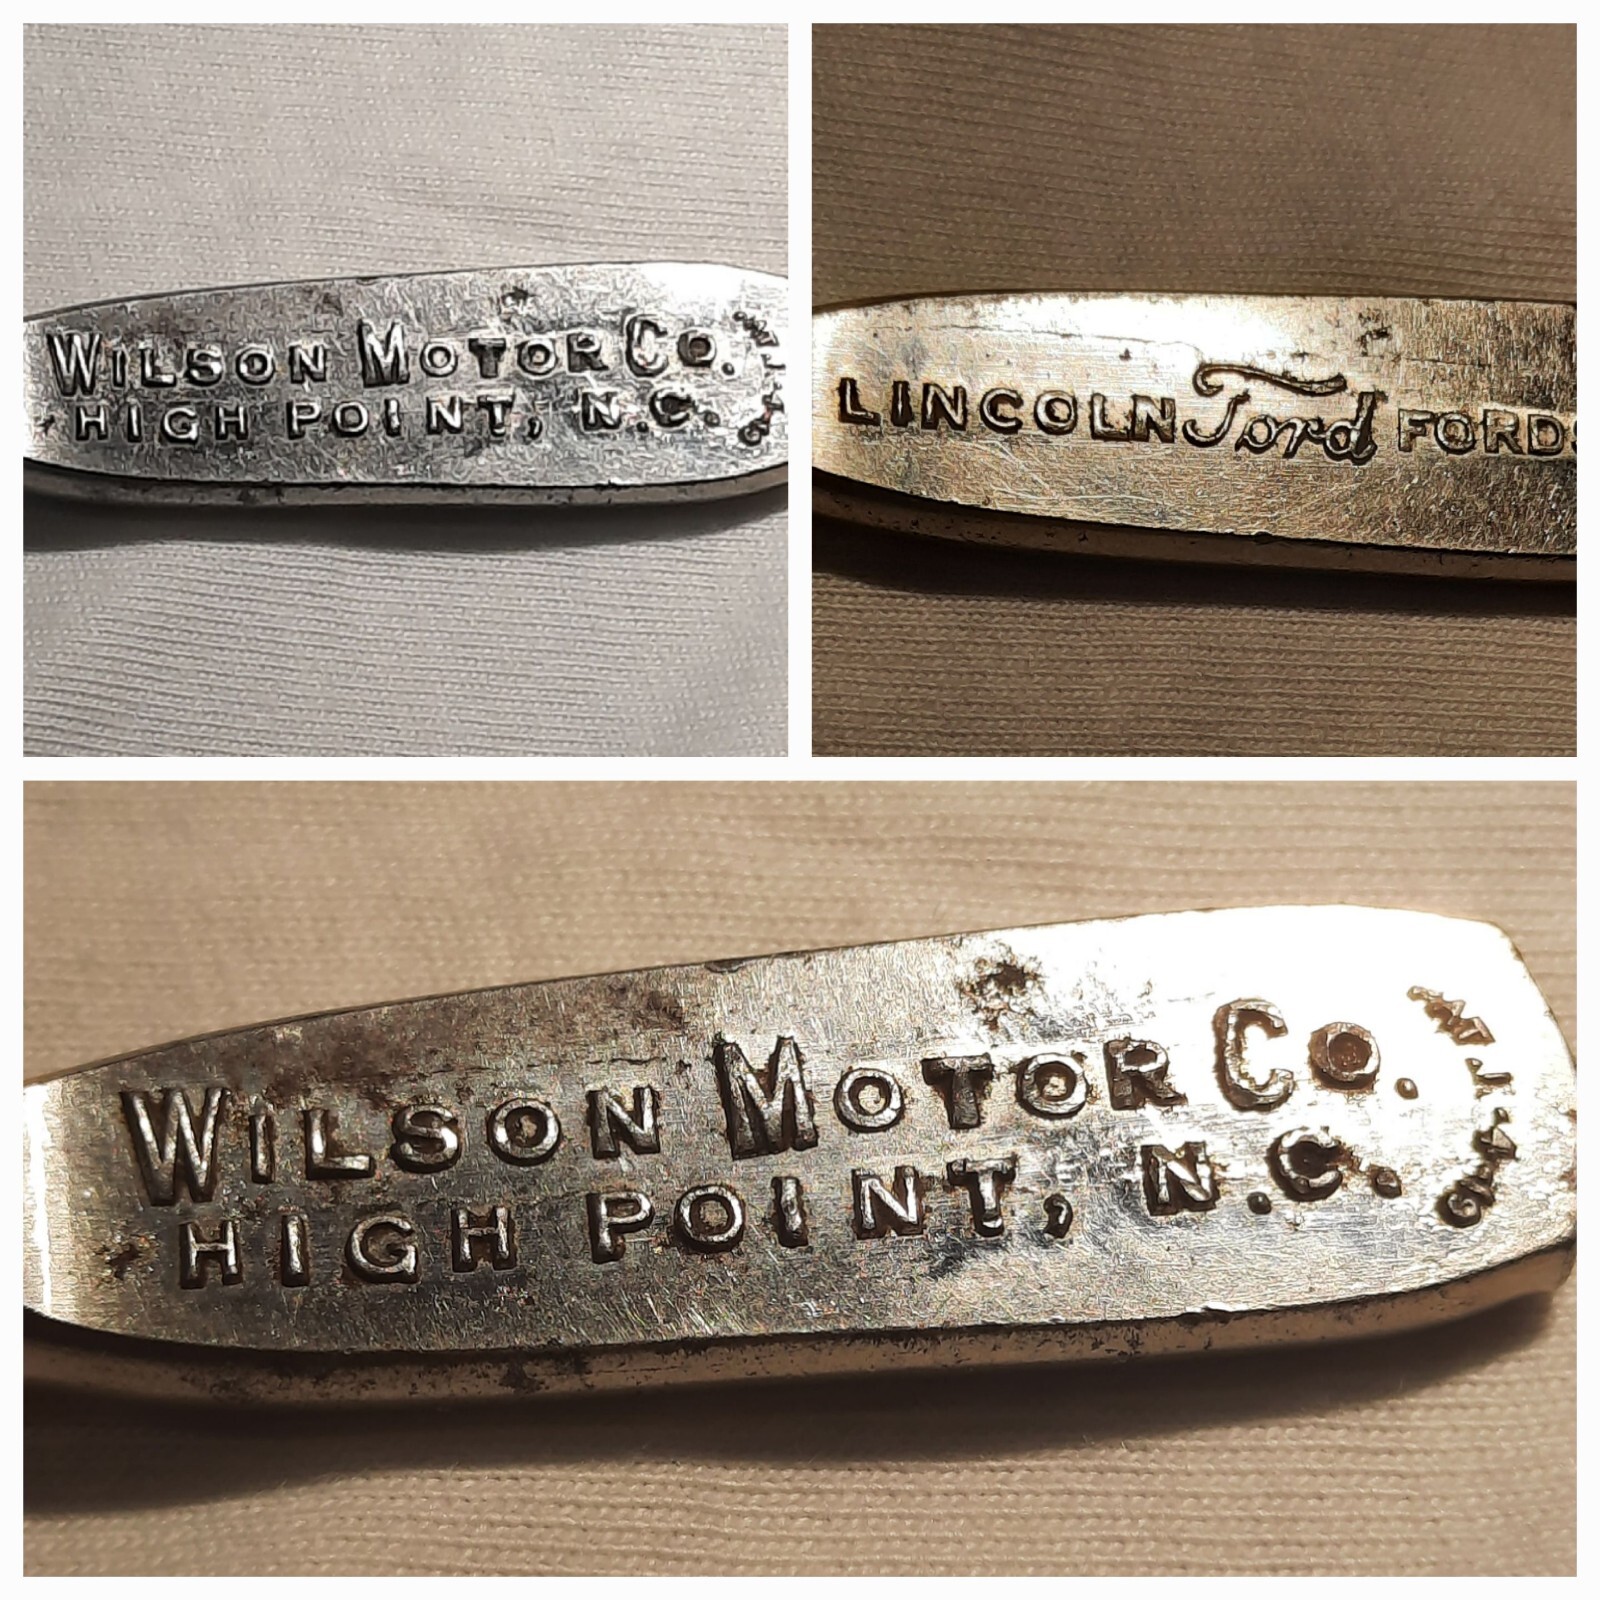 WILSON MOTOR CO.
HIGH POINT, N.C.
LINCOLN Ford FORDS
WILSON MOTOR CO.
HIGH POINT, N.C.